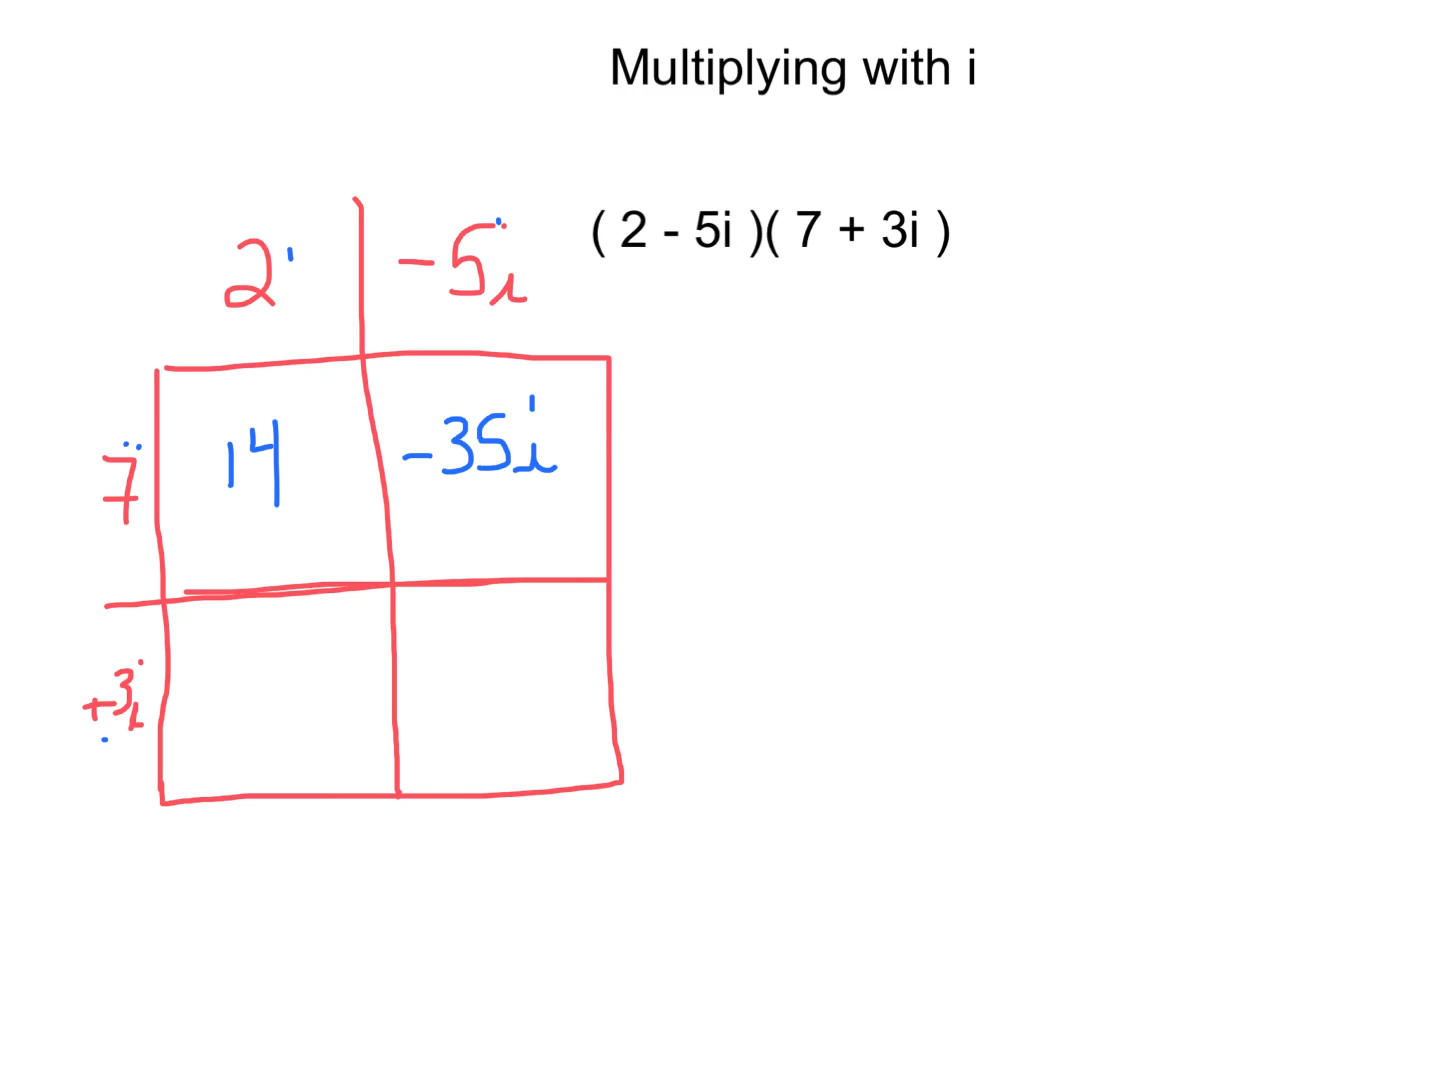 Multiplying with i
( 2 - 5i )( 7 + 3i )
2 -5i
7 14 -35i
+3i